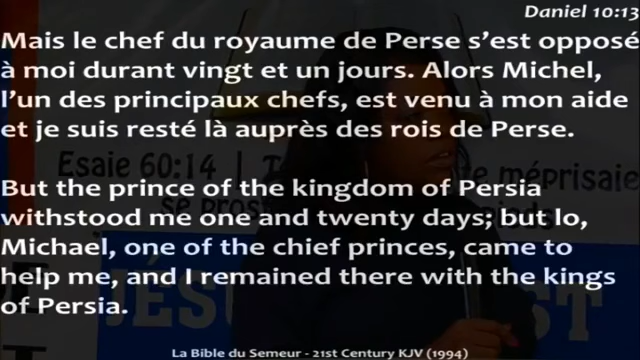 Daniel 10:13
Mais le chef du royaume de Perse s'est opposé
à moi durant vingt et un jours. Alors Michel,
l'un des principaux chefs, est venu à mon aide
et je suis resté là auprès des rois de Perse.
Esaie 60:14 |
méprisaie
But the prince of the kingdom of Persia
withstood me one and twenty days; but lo,
Michael, one of the chief princes, came to
help me, and I remained there with the kings
of Persia.
La Bible du Semeur - 21st Century KJV (1994)